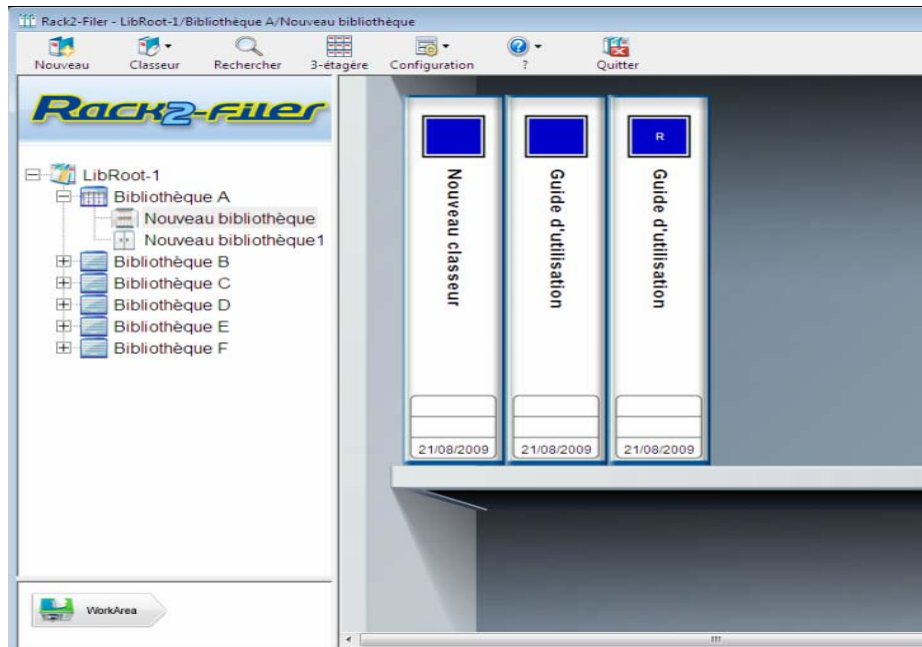 Rack2-Filer - LibRoot-1/Bibliothèque A/Nouveau bibliothèque
Nouveau Classeur Rechercher 3-étagère Configuration ? Quitter
Rack2-Filer
LibRoot-1
Bibliothèque A
Nouveau bibliothèque
Nouveau bibliothèque1
Bibliothèque B
Bibliothèque C
Bibliothèque D
Bibliothèque E
Bibliothèque F
WorkArea
Nouveau classeur
21/08/2009
Guide d'utilisation
21/08/2009
R
Guide d'utilisation
21/08/2009